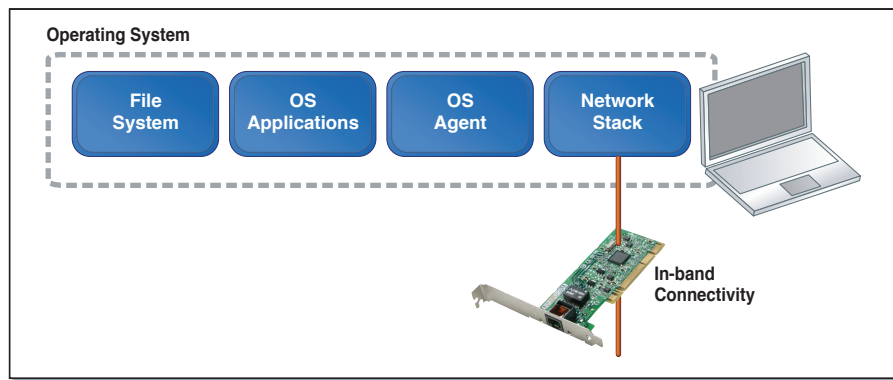 Operating System
File
System
OS
Applications
OS
Agent
Network
Stack
In-band
Connectivity